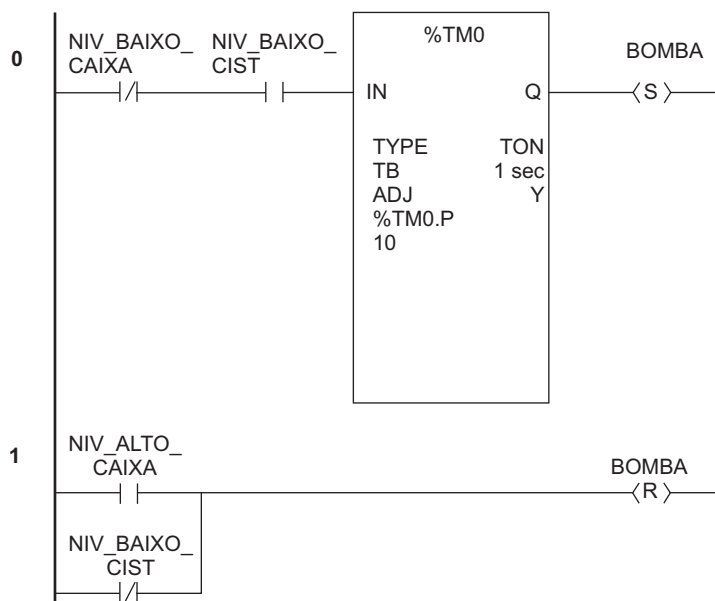 0
NIV_BAIXO_
CAIXA
NIV_BAIXO_
CIST
%TM0
BOMBA
IN
Q
S
TYPE TON
TB 1 sec
ADJ Y
%TM0.P
10
1
NIV_ALTO_
CAIXA
BOMBA
R
NIV_BAIXO_
CIST